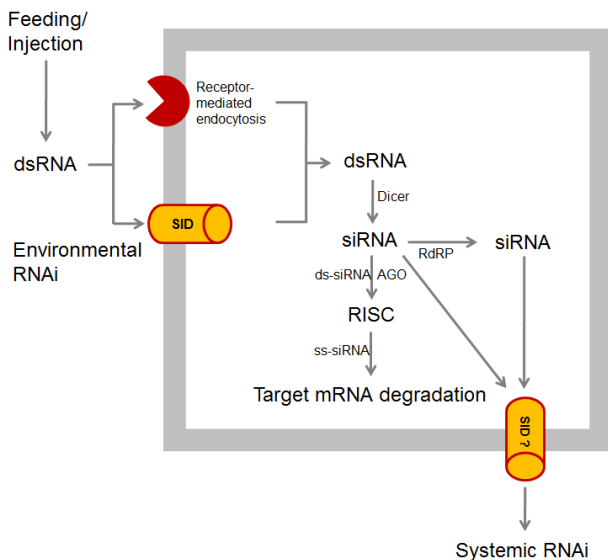 Feeding/
Injection
Receptor-
mediated
endocytosis
dsRNA
dsRNA
Dicer
SID
Environmental
RNAi
siRNA
RdRP
siRNA
ds-siRNA
AGO
RISC
ss-siRNA
Target mRNA degradation
SID ?
Systemic RNAi